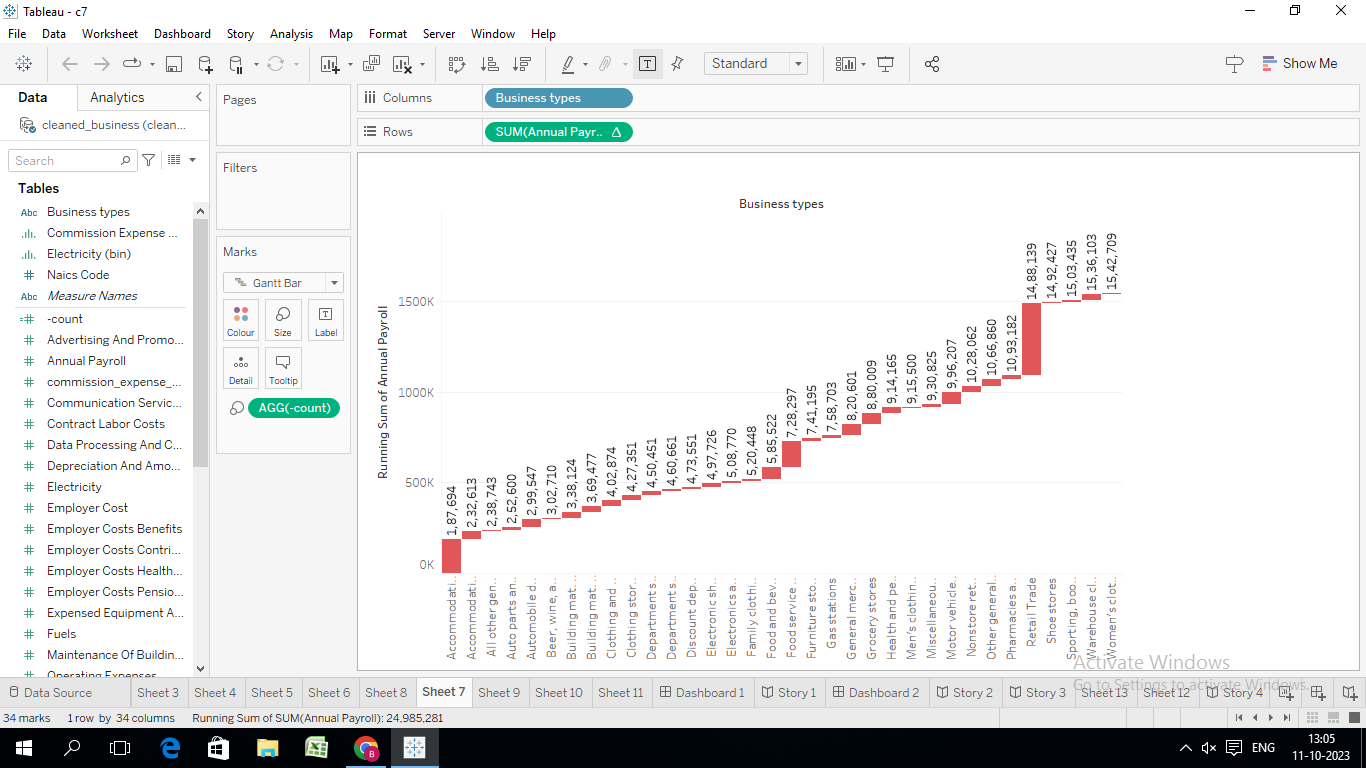 Tableau - c7
File Data Worksheet Dashboard Story Analysis Map Format Server Window Help
Standard
Show Me
Data Analytics
cleaned_business (clean...
Search
Tables
Abc Business types
Commission Expense ...
Electricity (bin)
# Naics Code
Abc Measure Names
=# -count
# Advertising And Promo...
# Annual Payroll
# commission_expense_...
# Communication Servic...
# Contract Labor Costs
# Data Processing And C...
# Depreciation And Amo...
# Electricity
# Employer Cost
# Employer Costs Benefits
# Employer Costs Contri...
# Employer Costs Health...
# Employer Costs Pensio...
# Expensed Equipment A...
# Fuels
# Maintenance Of Buildin...
# Operating Expenses
Pages
Filters
Marks
Gantt Bar
Colour Size Label
Detail Tooltip
AGG(-count)
Columns Business types
Rows SUM(Annual Payr.. Δ
Business types
Running Sum of Annual Payroll
1500K
1000K
500K
0K
1,87,694
2,32,613
2,38,743
2,52,600
2,99,547
3,02,710
3,38,124
3,69,477
4,02,874
4,27,351
4,50,451
4,60,661
4,73,551
4,97,726
5,08,770
5,20,448
5,85,522
7,28,297
7,41,195
7,58,703
8,20,601
8,80,009
9,14,165
9,15,500
9,30,825
9,96,207
10,28,062
10,66,860
10,93,182
14,88,139
14,92,427
15,03,435
15,36,103
15,42,709
Accommodati..
Accommodati..
All other gen..
Auto parts an..
Automobile d..
Beer, wine, a..
Building mat..
Building mat..
Clothing and ..
Clothing stor..
Department s..
Department s..
Discount dep..
Electronic sh..
Electronics a..
Family clothi..
Food and bev..
Food service ..
Furniture sto..
Gas stations
General merc..
Grocery stores
Health and pe..
Men's clothin..
Miscellaneou..
Motor vehicle..
Nonstore ret..
Other general..
Pharmacies a..
Retail Trade
Shoe stores
Sporting, boo..
Warehouse cl..
Women's clot..
Activate Windows
Go to Settings to activate Windows.
Data Source Sheet 3 Sheet 4 Sheet 5 Sheet 6 Sheet 8 Sheet 7 Sheet 9 Sheet 10 Sheet 11 Dashboard 1 Story 1 Dashboard 2 Story 2 Story 3 Sheet 13 Sheet 12 Story 4
34 marks 1 row by 34 columns Running Sum of SUM(Annual Payroll): 24,985,281
ENG
13:05
11-10-2023